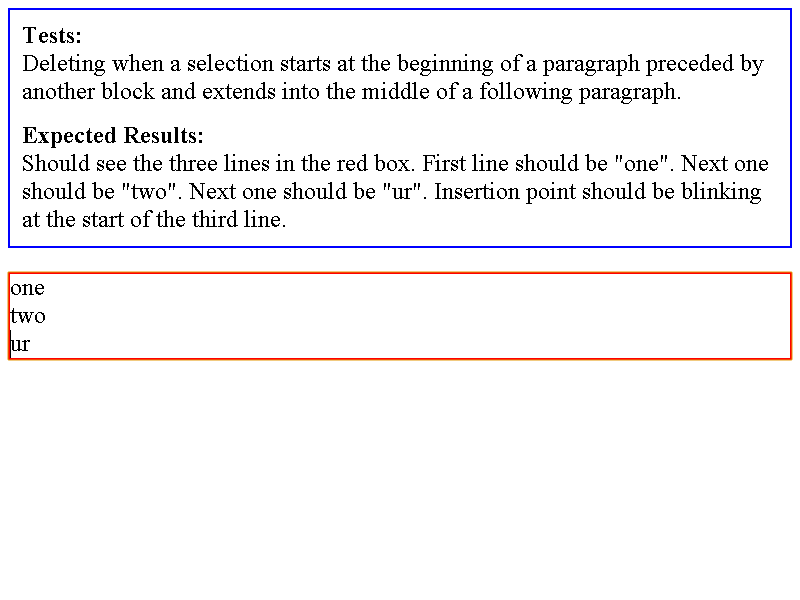 Tests:
Deleting when a selection starts at the beginning of a paragraph preceded by
another block and extends into the middle of a following paragraph.
Expected Results:
Should see the three lines in the red box. First line should be "one". Next one
should be "two". Next one should be "ur". Insertion point should be blinking
at the start of the third line.
one
two
ur